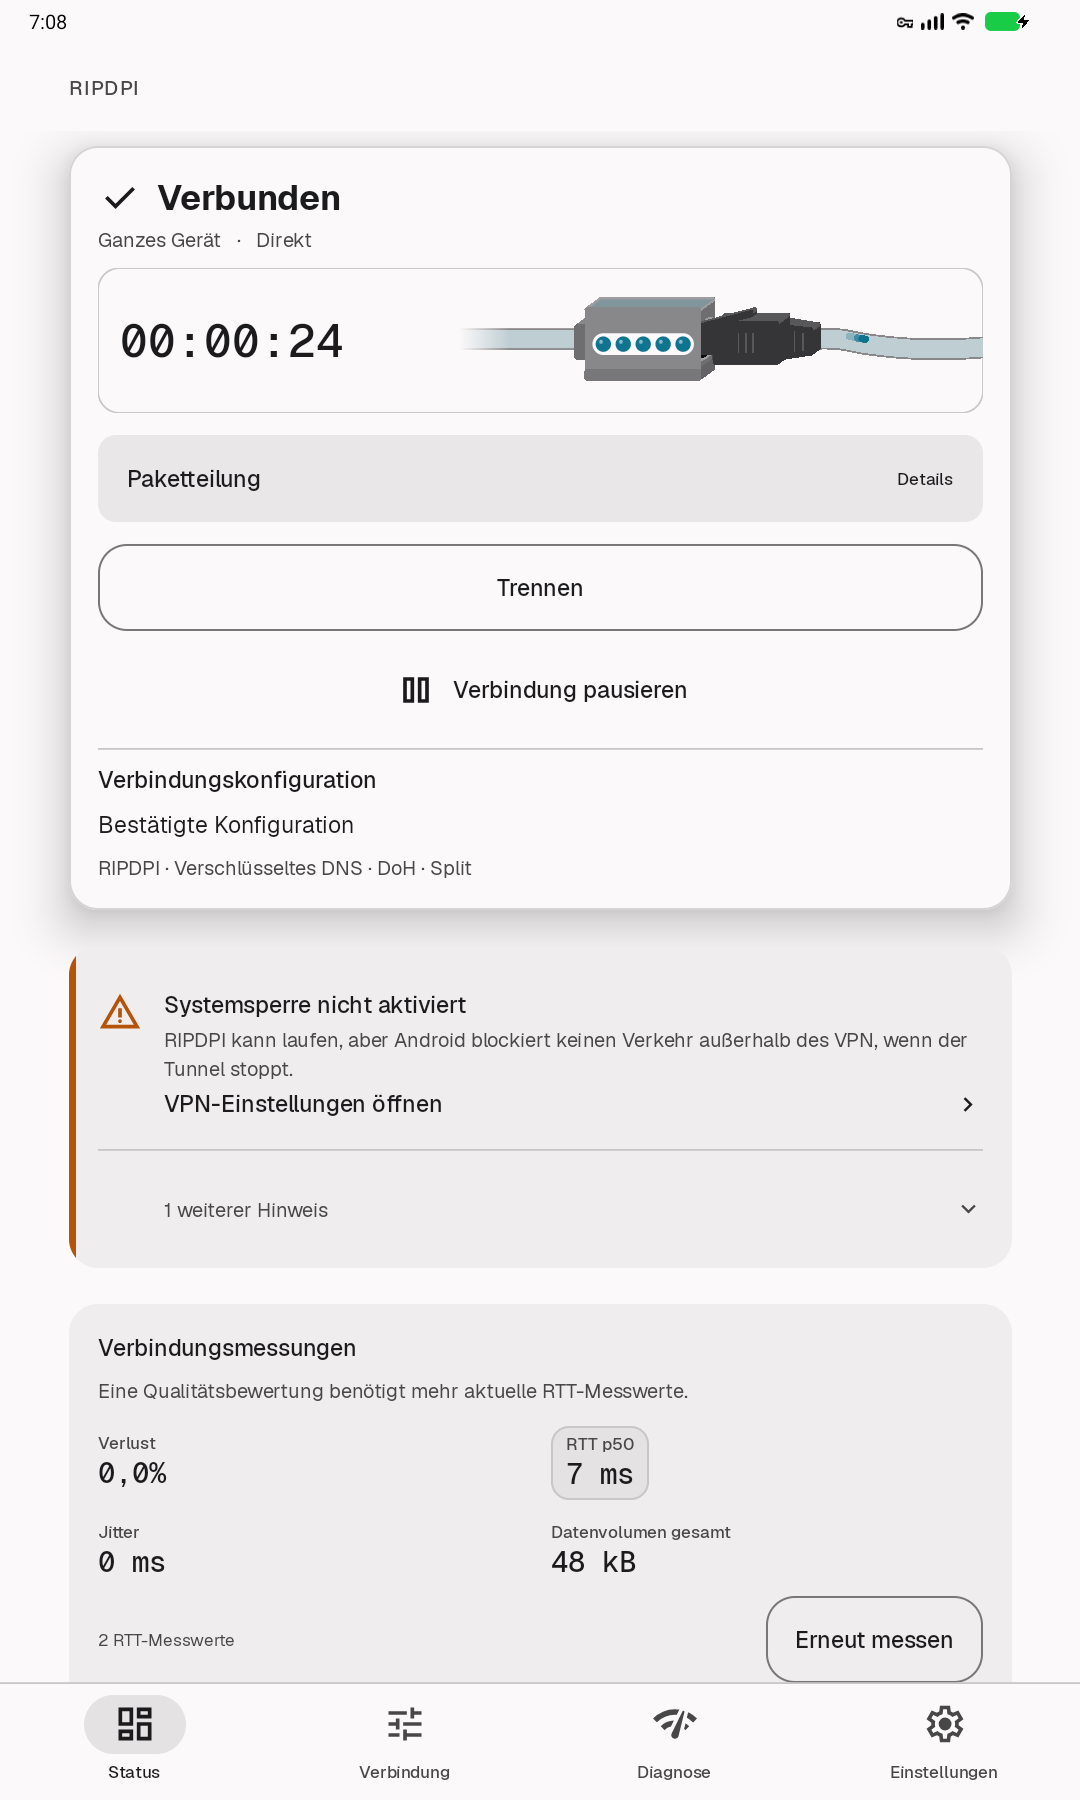 7:08
RIPDPI
Verbunden
Ganzes Gerät · Direkt
00:00:24
Paketteilung
Details
Trennen
Verbindung pausieren
Verbindungskonfiguration
Bestätigte Konfiguration
RIPDPI · Verschlüsseltes DNS · DoH · Split
Systemsperre nicht aktiviert
RIPDPI kann laufen, aber Android blockiert keinen Verkehr außerhalb des VPN, wenn der
Tunnel stoppt.
VPN-Einstellungen öffnen
1 weiterer Hinweis
Verbindungsmessungen
Eine Qualitätsbewertung benötigt mehr aktuelle RTT-Messwerte.
Verlust
0,0%
RTT p50
7 ms
Jitter
0 ms
Datenvolumen gesamt
48 kB
2 RTT-Messwerte
Erneut messen
Status
Verbindung
Diagnose
Einstellungen